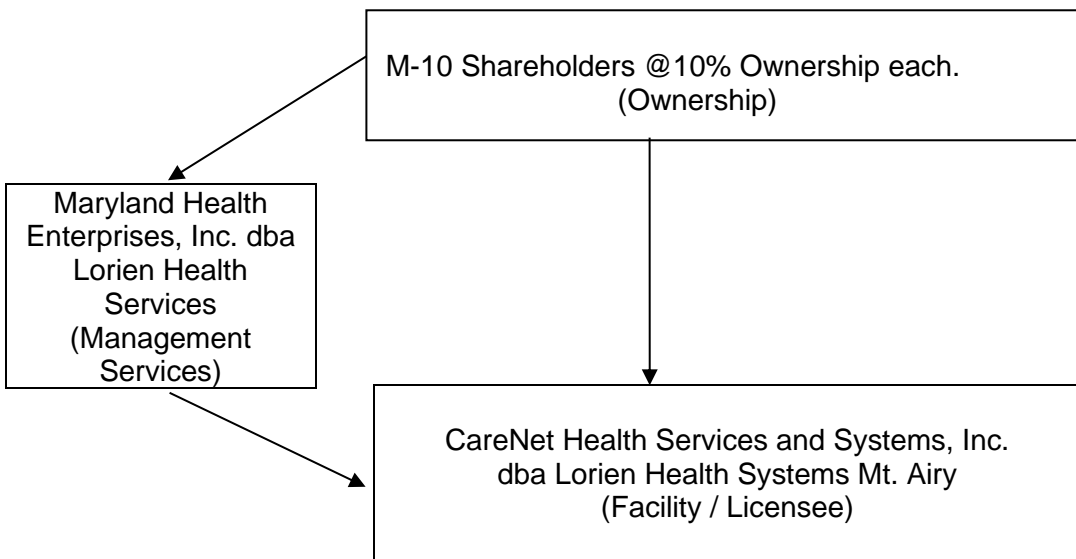 M-10 Shareholders @10% Ownership each.
(Ownership)
Maryland Health
Enterprises, Inc. dba
Lorien Health
Services
(Management
Services)
CareNet Health Services and Systems, Inc.
dba Lorien Health Systems Mt. Airy
(Facility / Licensee)